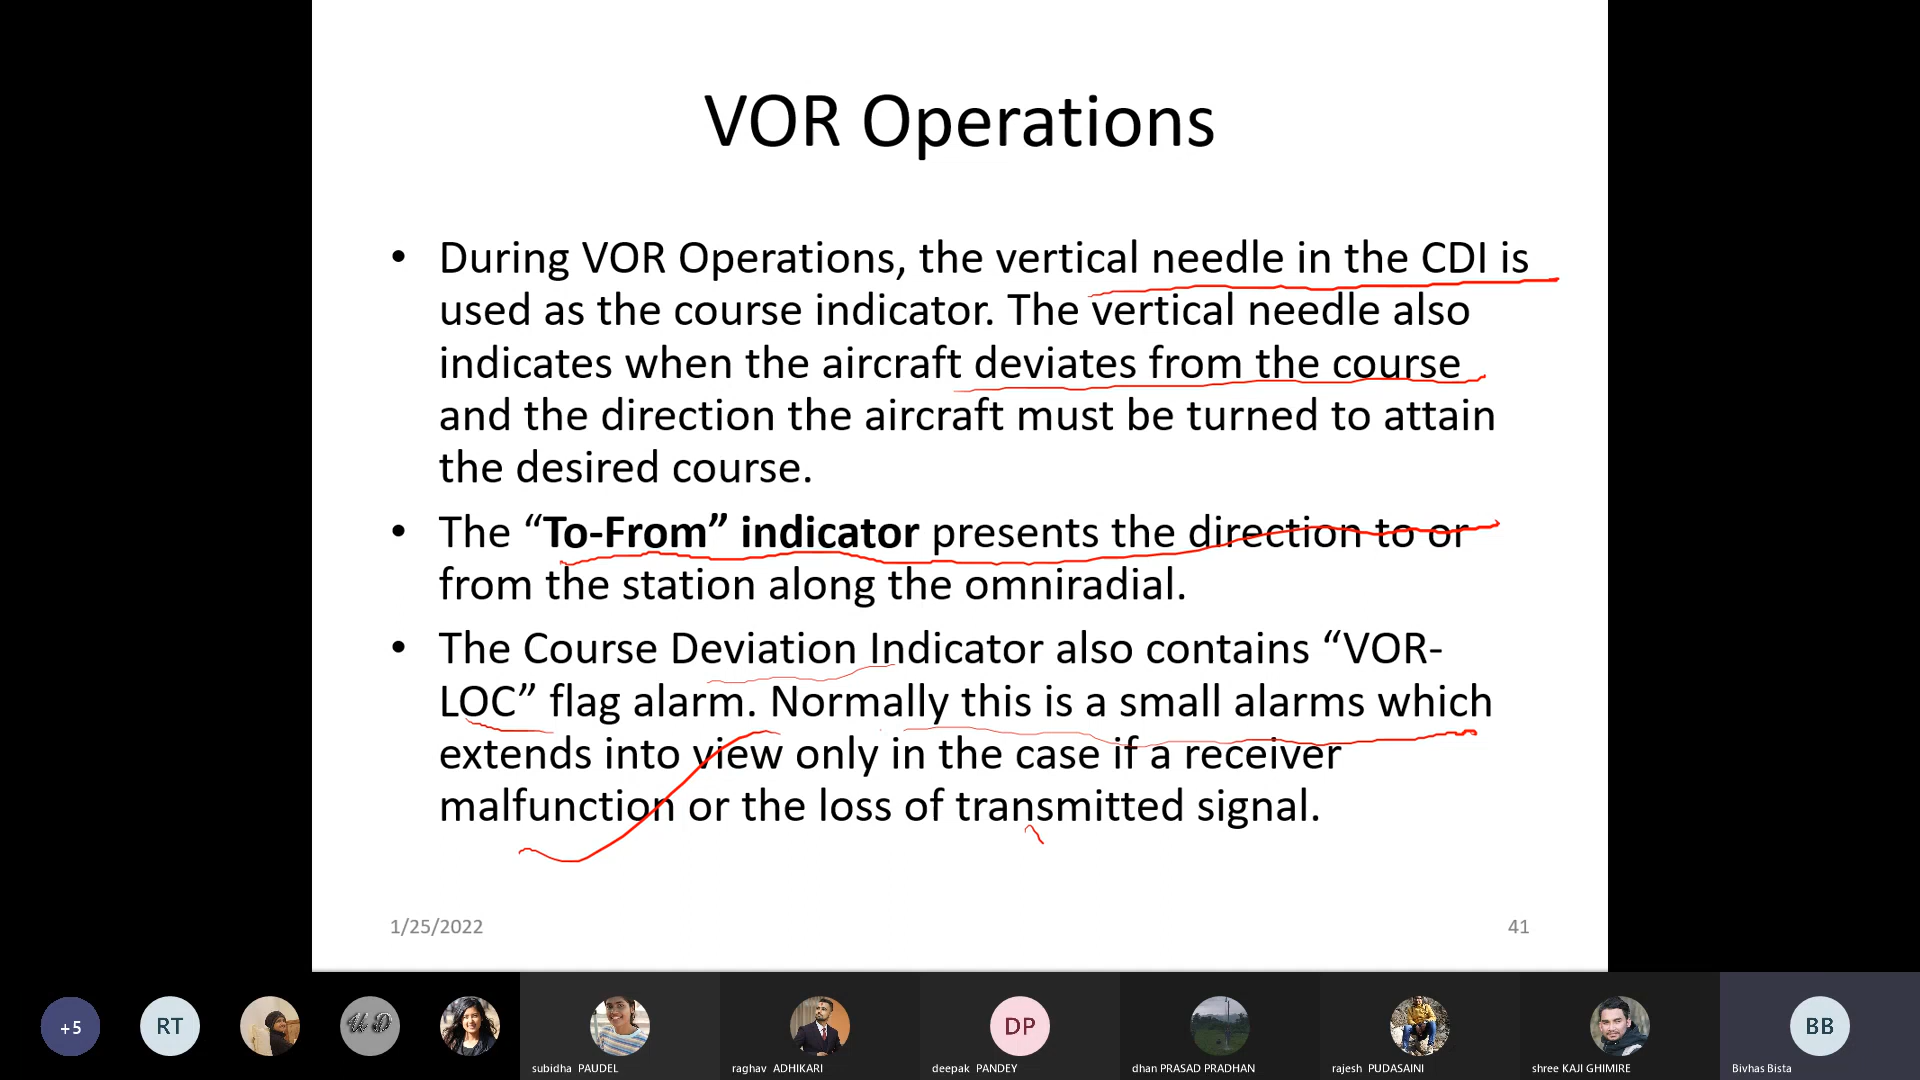 VOR Operations
• During VOR Operations, the vertical needle in the CDI is
used as the course indicator. The vertical needle also
indicates when the aircraft deviates from the course
and the direction the aircraft must be turned to attain
the desired course.
• The “To-From” indicator presents the direction to or
from the station along the omniradial.
• The Course Deviation Indicator also contains “VOR-
LOC” flag alarm. Normally this is a small alarms which
extends into view only in the case if a receiver
malfunction or the loss of transmitted signal.
1/25/2022
41
+5
RT
U D
DP
BB
subidha PAUDEL
raghav ADHIKARI
deepak PANDEY
dhan PRASAD PRADHAN
rajesh PUDASAINI
shree KAJI GHIMIRE
Bivhas Bista